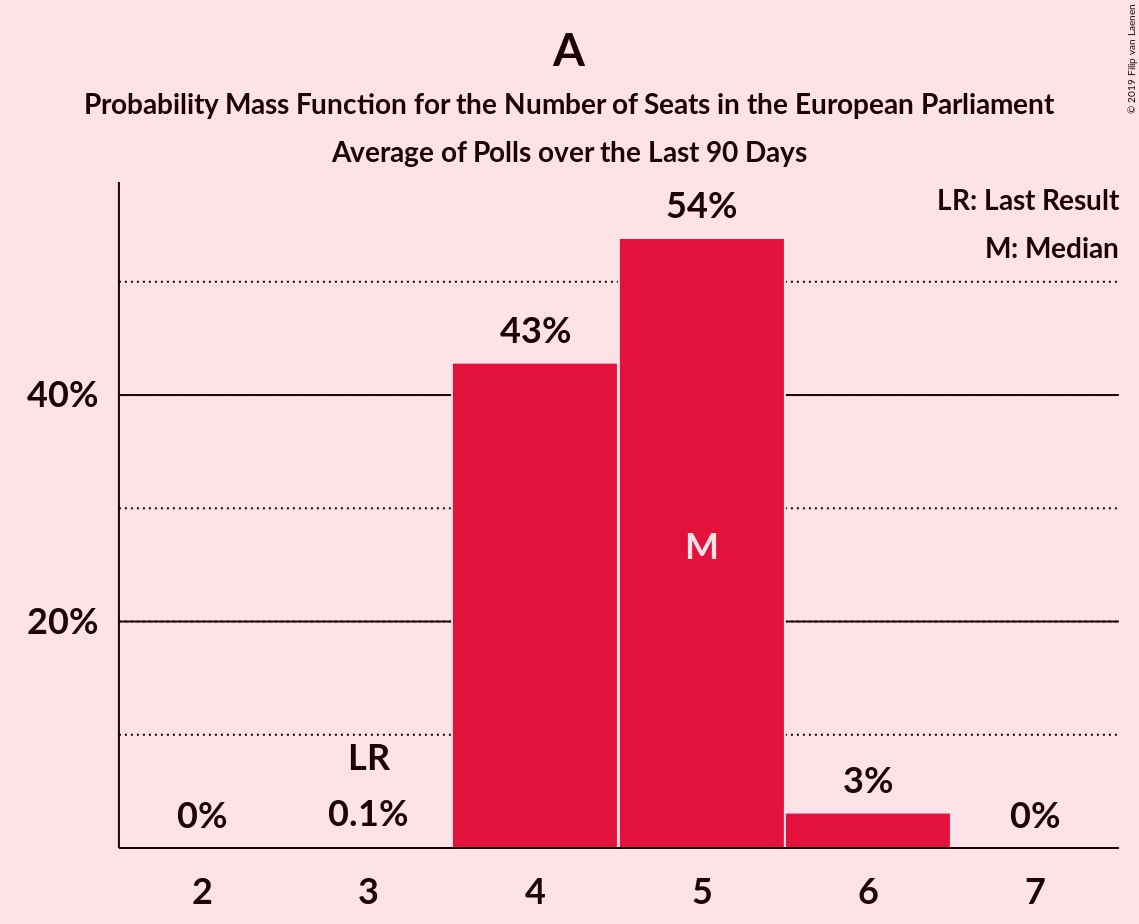 A
Probability Mass Function for the Number of Seats in the European Parliament
Average of Polls over the Last 90 Days
© 2019 Filip van Laenen
LR: Last Result
M: Median
54%
43%
40%
M
20%
LR
3%
0%
0.1%
0%
2 3 4 5 6 7